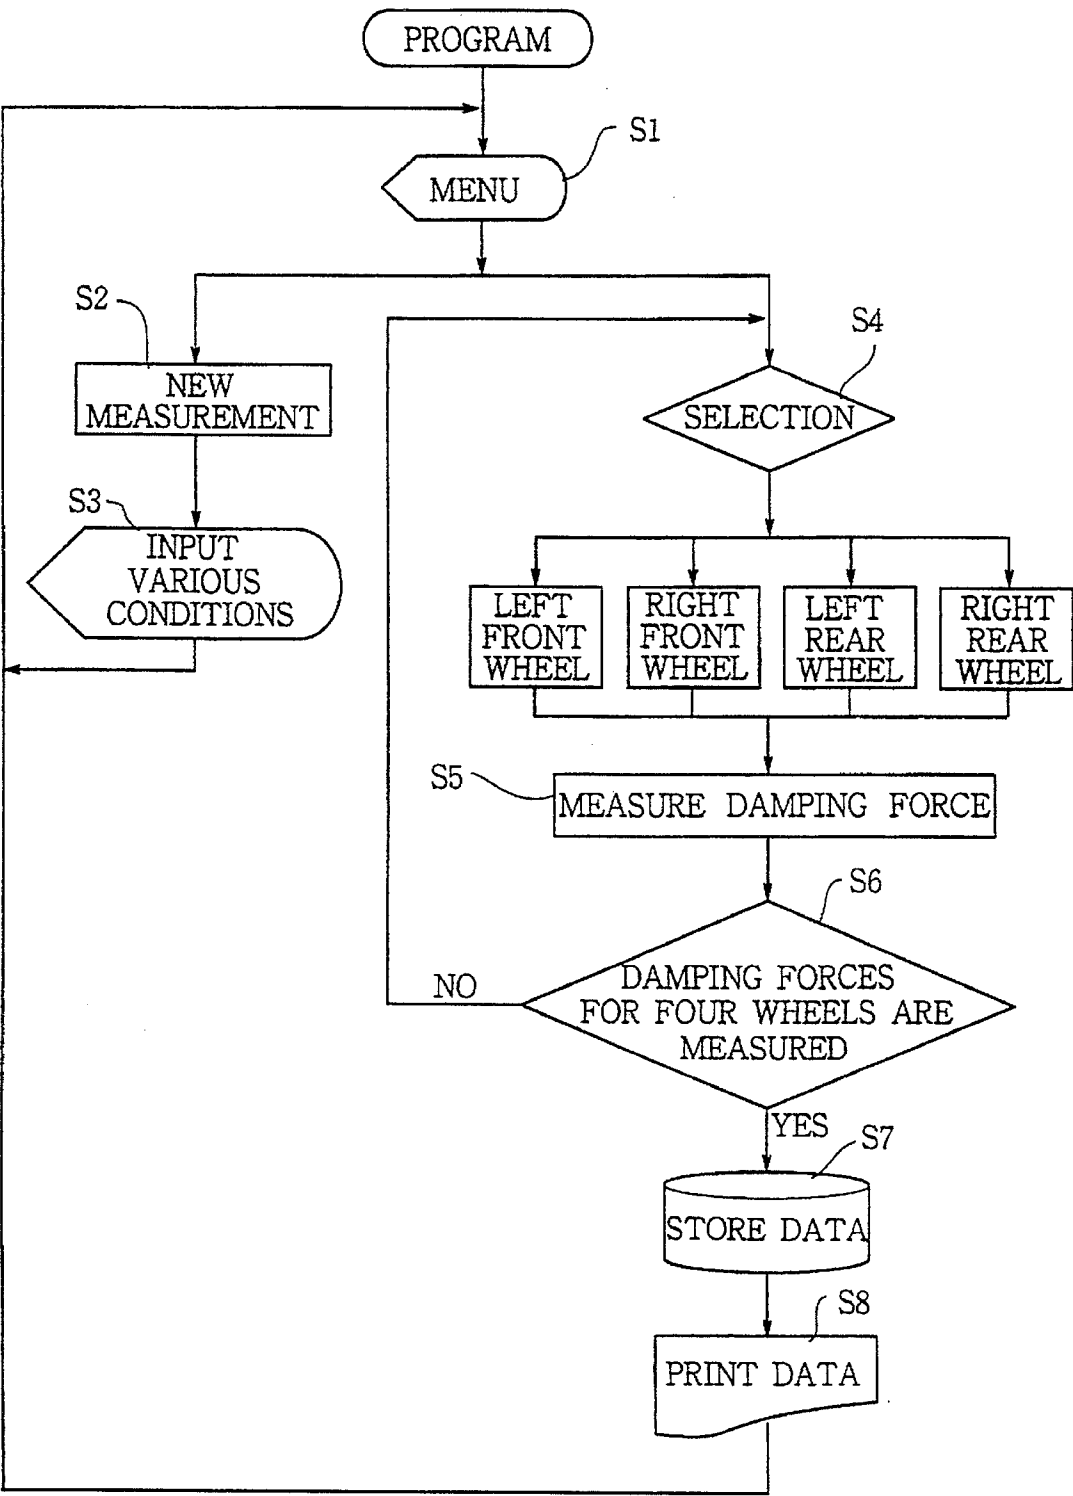 PROGRAM
S1
MENU
S2
NEW
MEASUREMENT
S3
INPUT
VARIOUS
CONDITIONS
S4
SELECTION
LEFT
FRONT
WHEEL
RIGHT
FRONT
WHEEL
LEFT
REAR
WHEEL
RIGHT
REAR
WHEEL
S5
MEASURE DAMPING FORCE
S6
DAMPING FORCES
FOR FOUR WHEELS ARE
MEASURED
NO
YES
S7
STORE DATA
S8
PRINT DATA